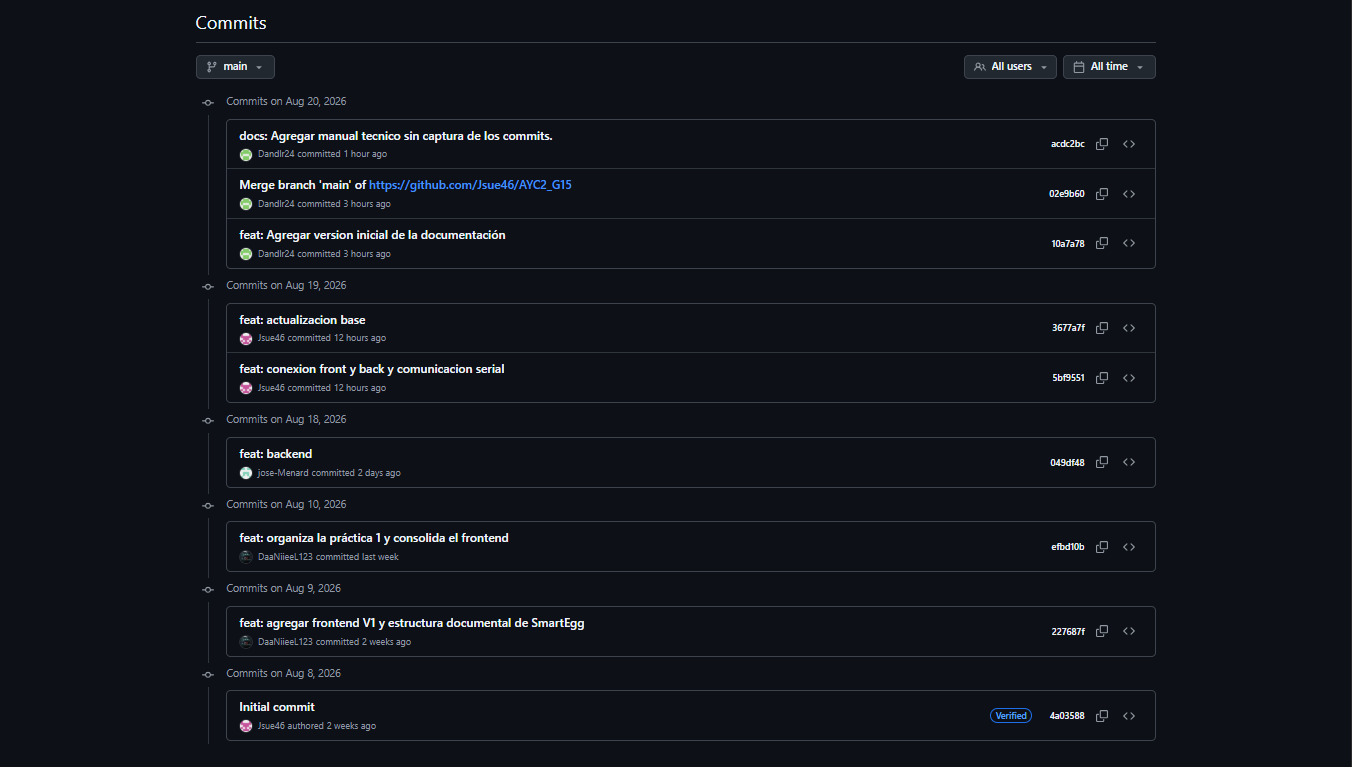 Commits
main
All users
All time
Commits on Aug 20, 2026
docs: Agregar manual tecnico sin captura de los commits.
Dandlr24 committed 1 hour ago
acdc2bc
Merge branch 'main' of https://github.com/Jsue46/AYC2_G15
Dandlr24 committed 3 hours ago
02e9b60
feat: Agregar version inicial de la documentación
Dandlr24 committed 3 hours ago
10a7a78
Commits on Aug 19, 2026
feat: actualizacion base
Jsue46 committed 12 hours ago
3677a7f
feat: conexion front y back y comunicacion serial
Jsue46 committed 12 hours ago
5bf9551
Commits on Aug 18, 2026
feat: backend
jose-Menard committed 2 days ago
049df48
Commits on Aug 10, 2026
feat: organiza la práctica 1 y consolida el frontend
DaaNiieeL123 committed last week
efbd10b
Commits on Aug 9, 2026
feat: agregar frontend V1 y estructura documental de SmartEgg
DaaNiieeL123 committed 2 weeks ago
227687f
Commits on Aug 8, 2026
Initial commit
Jsue46 authored 2 weeks ago
Verified
4a03588